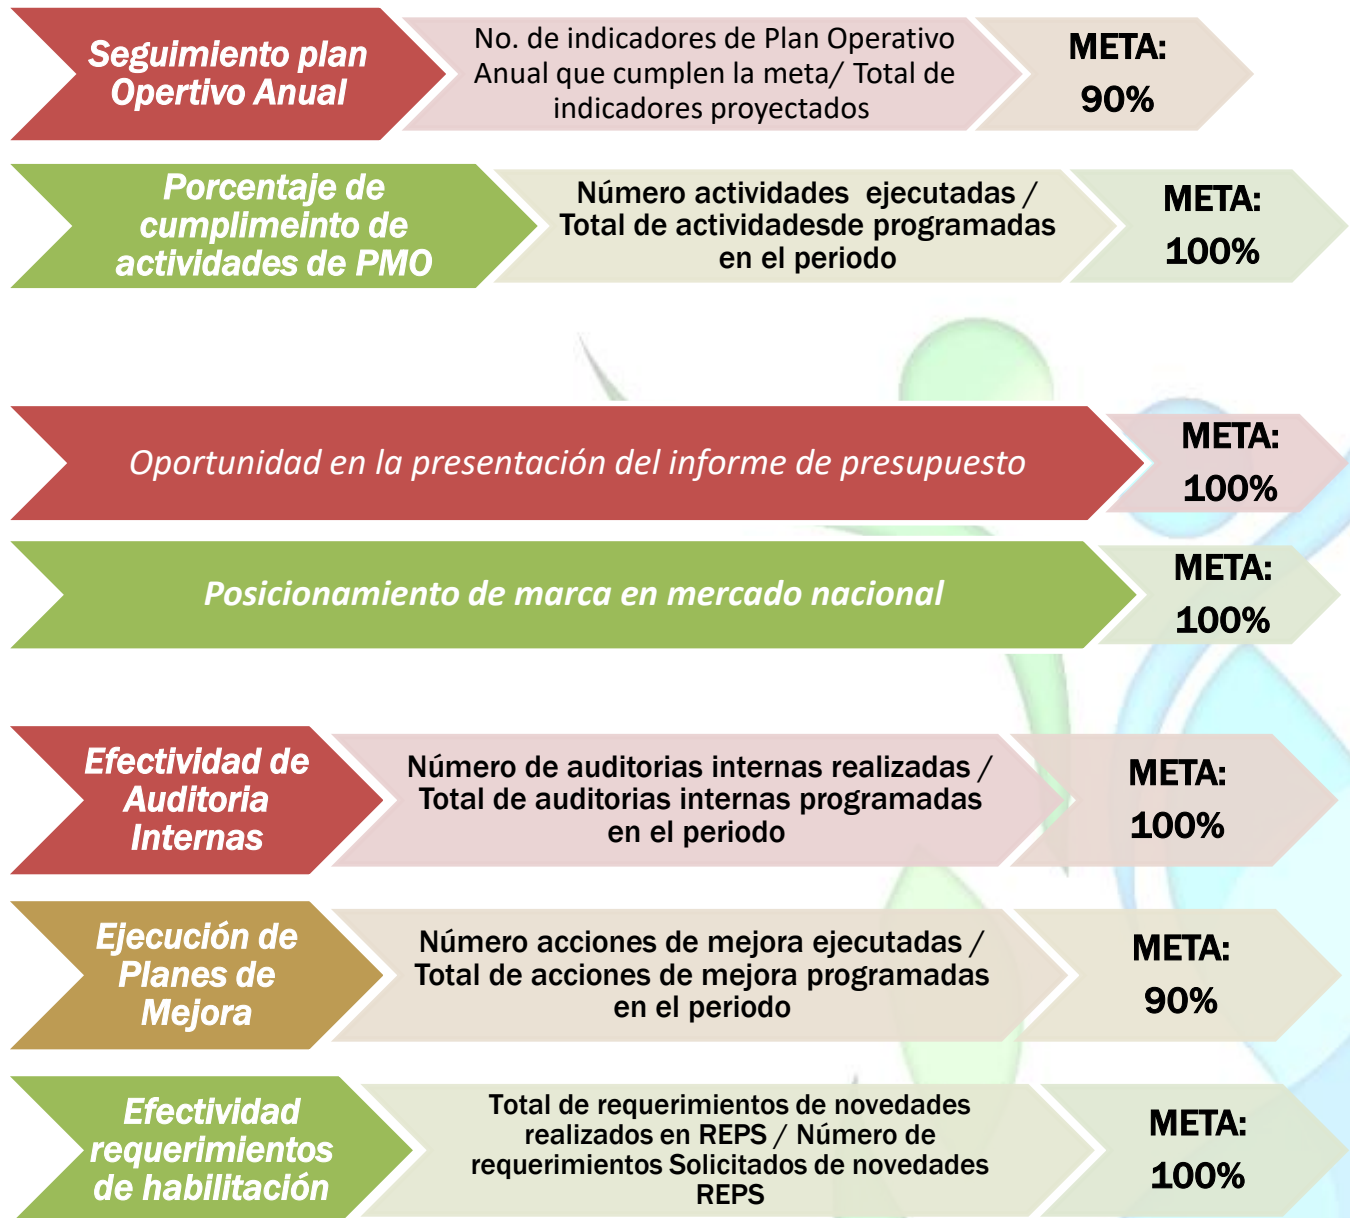 Seguimiento plan
Opertivo Anual
No. de indicadores de Plan Operativo
Anual que cumplen la meta/ Total de
indicadores proyectados
META:
90%
Porcentaje de
cumplimeinto de
actividades de PMO
Número actividades  ejecutadas /
Total de actividadesde programadas
en el periodo
META:
100%
Oportunidad en la presentación del informe de presupuesto
META:
100%
Posicionamiento de marca en mercado nacional
META:
100%
Efectividad de
Auditoria
Internas
Número de auditorias internas realizadas /
Total de auditorias internas programadas
en el periodo
META:
100%
Ejecución de
Planes de
Mejora
Número acciones de mejora ejecutadas /
Total de acciones de mejora programadas
en el periodo
META:
90%
Efectividad
requerimientos
de habilitación
Total de requerimientos de novedades
realizados en REPS / Número de
requerimientos Solicitados de novedades
REPS
META:
100%